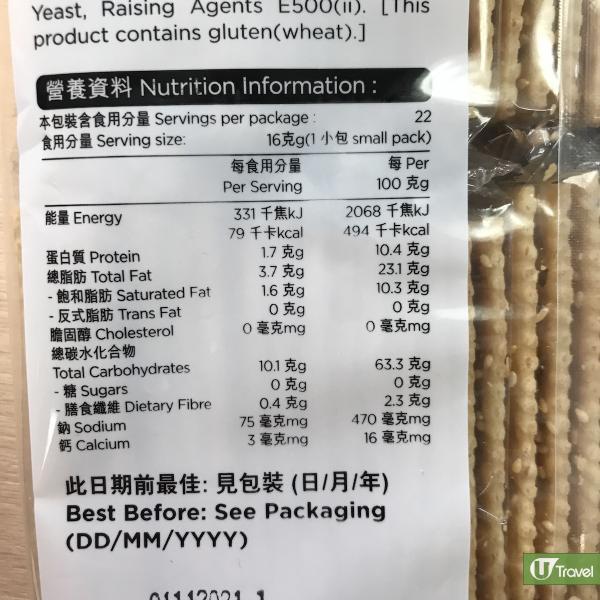 Yeast, Raising Agents E500(ii). [This
product contains gluten(wheat).]
營養資料 Nutrition Information :
本包裝含食用分量 Servings per package : 22
食用分量 Serving size: 16克g(1 小包 small pack)
每食用分量 每 Per
Per Serving 100 克g
能量 Energy 331 千焦kJ 2068 千焦kJ
79 千卡kcal 494 千卡kcal
蛋白質 Protein 1.7 克g 10.4 克g
總脂肪 Total Fat 3.7 克g 23.1 克g
- 飽和脂肪 Saturated Fat 1.6 克g 10.3 克g
- 反式脂肪 Trans Fat 0 克g 0 克g
膽固醇 Cholesterol 0 毫克mg 0 毫克mg
總碳水化合物
Total Carbohydrates 10.1 克g 63.3 克g
- 糖 Sugars 0 克g 0 克g
- 膳食纖維 Dietary Fibre 0.4 克g 2.3 克g
鈉 Sodium 75 毫克mg 470 毫克mg
鈣 Calcium 3 毫克mg 16 毫克mg
此日期前最佳: 見包裝 (日/月/年)
Best Before: See Packaging
(DD/MM/YYYY)
U Travel